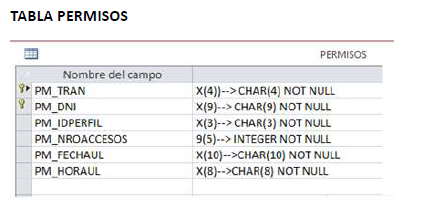 TABLA PERMISOS
PERMISOS
Nombre del campo
PM_TRAN X(4))--> CHAR(4) NOT NULL
PM_DNI X(9)--> CHAR(9) NOT NULL
PM_IDPERFIL X(3)--> CHAR(3) NOT NULL
PM_NROACCESOS 9(5)--> INTEGER NOT NULL
PM_FECHAUL X(10)-->CHAR(10) NOT NULL
PM_HORAUL X(8)-->CHAR(8) NOT NULL